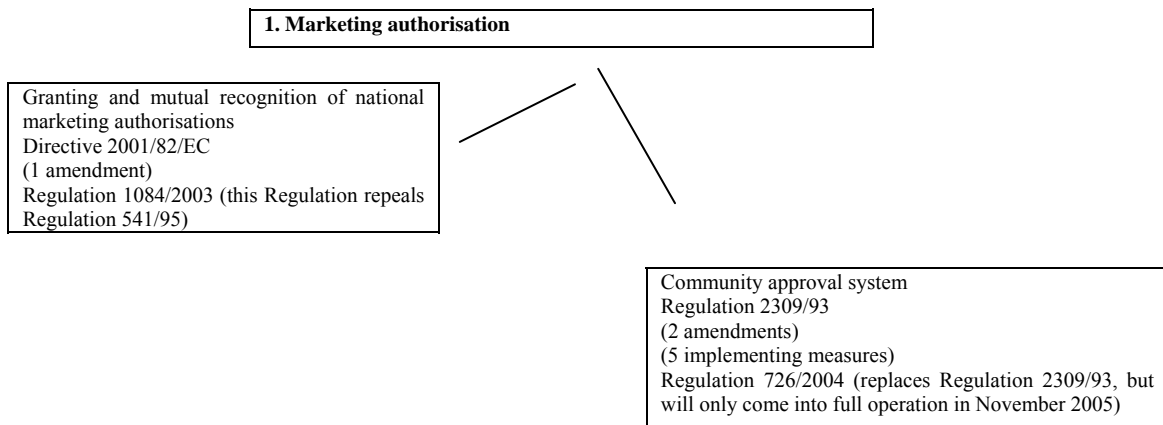 1. Marketing authorisation
Granting and mutual recognition of national
marketing authorisations
Directive 2001/82/EC
(1 amendment)
Regulation 1084/2003 (this Regulation repeals
Regulation 541/95)
Community approval system
Regulation 2309/93
(2 amendments)
(5 implementing measures)
Regulation 726/2004 (replaces Regulation 2309/93, but
will only come into full operation in November 2005)